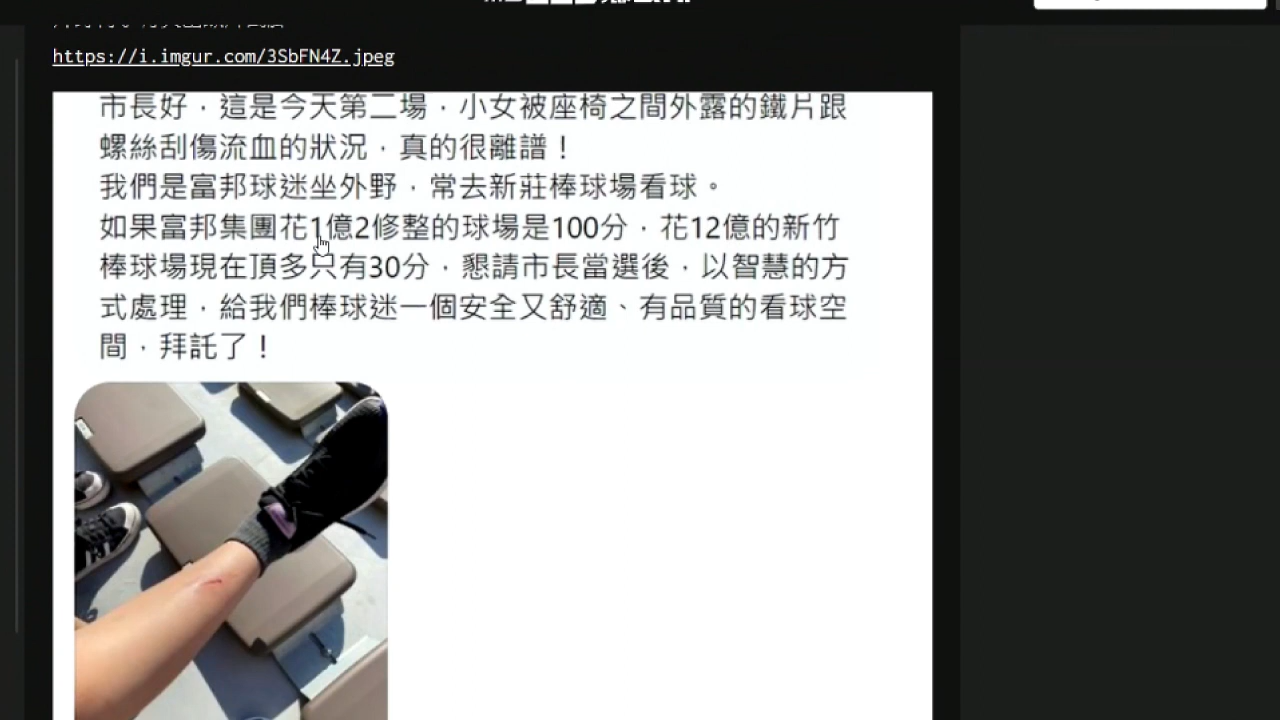 https://i.imgur.com/3SbFN4Z.jpeg
市長好，這是今天第二場，小女被座椅之間外露的鐵片跟
螺絲刮傷流血的狀況，真的很離譜！
我們是富邦球迷坐外野，常去新莊棒球場看球。
如果富邦集團花1億2修整的球場是100分，花12億的新竹
棒球場現在頂多只有30分，懇請市長當選後，以智慧的方
式處理，給我們棒球迷一個安全又舒適、有品質的看球空
間，拜託了！